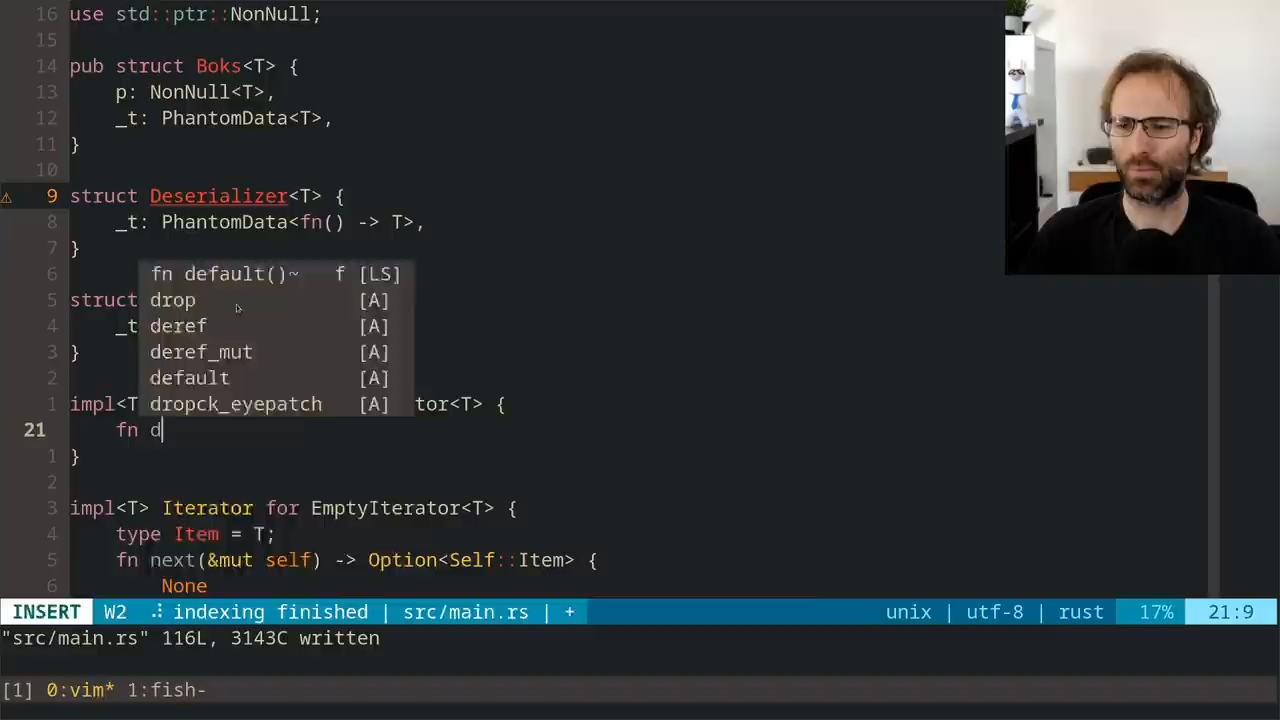 16 use std::ptr::NonNull;
15
14 pub struct Boks<T> {
13     p: NonNull<T>,
12     _t: PhantomData<T>,
11 }
10
⚠ 9 struct Deserializer<T> {
8     _t: PhantomData<fn() -> T>,
7 }
6 fn default()~ f [LS]
5 struct drop [A]
4     _t deref [A]
3 } deref_mut [A]
2 default [A]
1 impl<T dropck_eyepatch [A] tor<T> {
21     fn d
1 }
2
3 impl<T> Iterator for EmptyIterator<T> {
4     type Item = T;
5     fn next(&mut self) -> Option<Self::Item> {
6         None
INSERT W2 .: indexing finished | src/main.rs | + unix | utf-8 | rust 17% 21:9
"src/main.rs" 116L, 3143C written
[1] 0:vim* 1:fish-